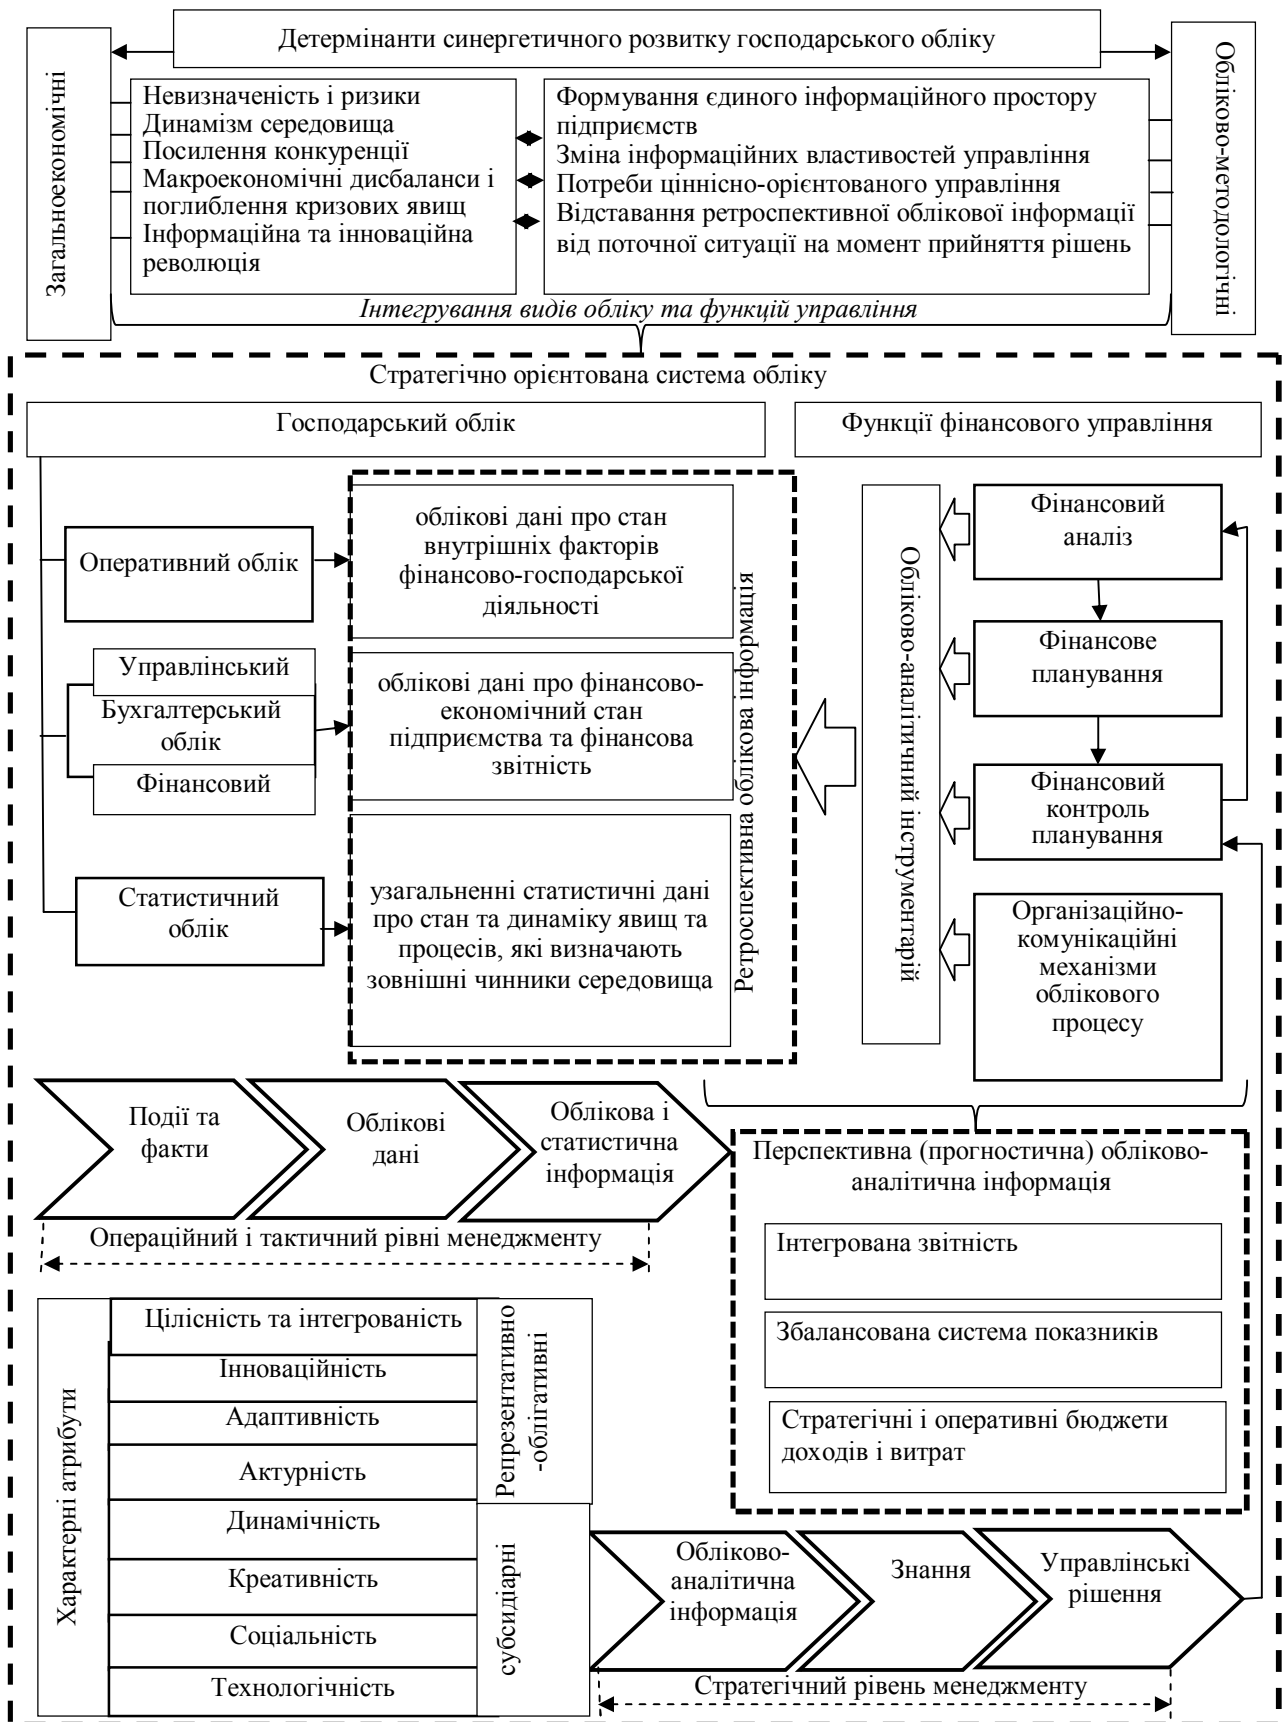 Детермінанти синергетичного розвитку господарського обліку
Загальноекономічні
Невизначеність і ризики
Динамізм середовища
Посилення конкуренції
Макроекономічні дисбаланси і
поглиблення кризових явищ
Інформаційна та інноваційна
революція
Формування єдиного інформаційного простору
підприємств
Зміна інформаційних властивостей управління
Потреби ціннісно-орієнтованого управління
Відставання ретроспективної облікової інформації
від поточної ситуації на момент прийняття рішень
Обліково-методологічні
Інтегрування видів обліку та функцій управління
Стратегічно орієнтована система обліку
Господарський облік
Функції фінансового управління
Оперативний облік
Управлінський
Бухгалтерський
облік
Фінансовий
Статистичний
облік
облікові дані про стан
внутрішніх факторів
фінансово-господарської
діяльності
облікові дані про фінансово-
економічний стан
підприємства та фінансова
звітність
узагальненні статистичні дані
про стан та динаміку явищ та
процесів, які визначають
зовнішні чинники середовища
Ретроспективна облікова інформація
Обліково-аналітичний інструментарій
Фінансовий
аналіз
Фінансове
планування
Фінансовий
контроль
планування
Організаційно-
комунікаційні
механізми
облікового
процесу
Події та
факти
Облікові
дані
Облікова і
статистична
інформація
Операційний і тактичний рівні менеджменту
Перспективна (прогностична) обліково-
аналітична інформація
Інтегрована звітність
Збалансована система показників
Стратегічні і оперативні бюджети
доходів і витрат
Характерні атрибути
Цілісність та інтегрованість
Інноваційність
Адаптивність
Актурність
Динамічність
Креативність
Соціальність
Технологічність
Репрезентативно
-облігативні
субсидіарні
Обліково-
аналітична
інформація
Знання
Управлінські
рішення
Стратегічний рівень менеджменту